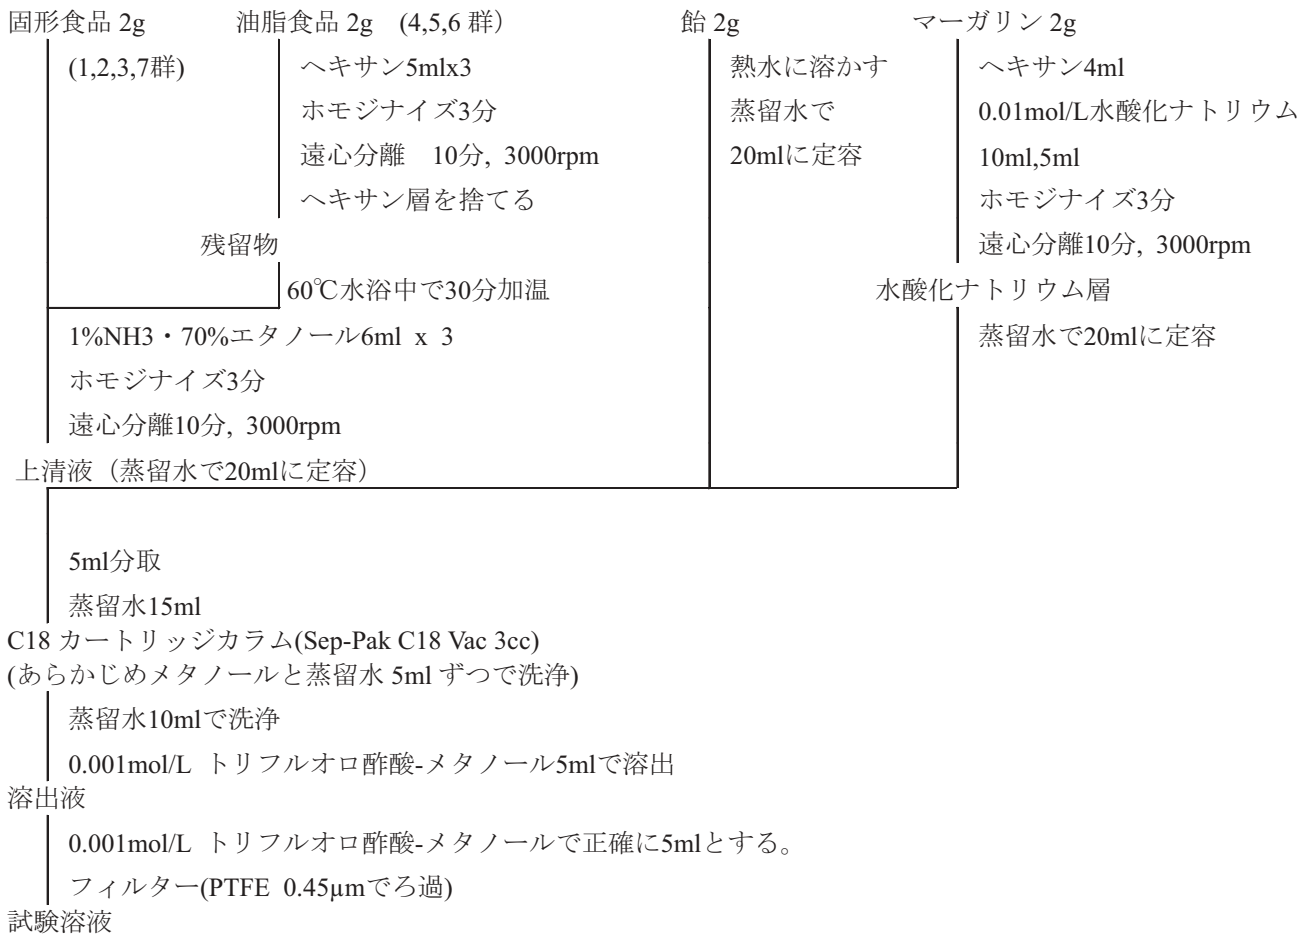 固形食品 2g
(1,2,3,7群)
油脂食品 2g (4,5,6 群）
ヘキサン5mlx3
ホモジナイズ3分
遠心分離　10分, 3000rpm
ヘキサン層を捨てる
残留物
60℃水浴中で30分加温
飴 2g
熱水に溶かす
蒸留水で
20mlに定容
マーガリン 2g
ヘキサン4ml
0.01mol/L水酸化ナトリウム
10ml,5ml
ホモジナイズ3分
遠心分離10分, 3000rpm
水酸化ナトリウム層
蒸留水で20mlに定容
1%NH3・70%エタノール6ml x 3
ホモジナイズ3分
遠心分離10分, 3000rpm
上清液（蒸留水で20mlに定容）
5ml分取
蒸留水15ml
C18 カートリッジカラム(Sep-Pak C18 Vac 3cc)
(あらかじめメタノールと蒸留水 5ml ずつで洗浄)
蒸留水10mlで洗浄
0.001mol/L トリフルオロ酢酸-メタノール5mlで溶出
溶出液
0.001mol/L トリフルオロ酢酸-メタノールで正確に5mlとする。
フィルター(PTFE 0.45μmでろ過)
試験溶液